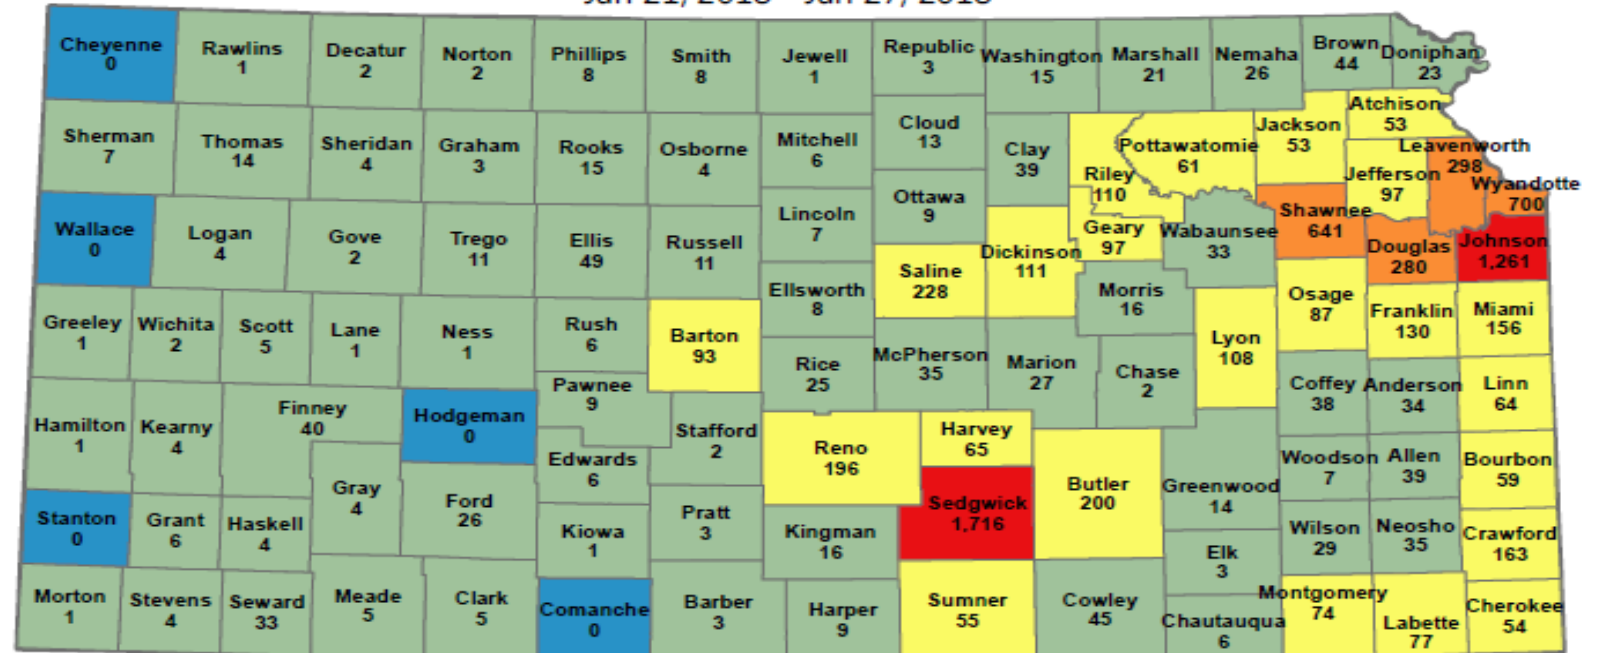 Cheyenne
0
Rawlins
1
Decatur
2
Norton
2
Phillips
8
Smith
8
Jewell
1
Republic
3
Washington
15
Marshall
21
Nemaha
26
Brown
44
Doniphan
23
Sherman
7
Thomas
14
Sheridan
4
Graham
3
Rooks
15
Osborne
4
Mitchell
6
Cloud
13
Clay
39
Riley
110
Pottawatomie
61
Jackson
53
Atchison
53
Jefferson
97
Leavenworth
298
Wyandotte
700
Wallace
0
Logan
4
Gove
2
Trego
11
Ellis
49
Russell
11
Lincoln
7
Ottawa
9
Saline
228
Dickinson
111
Geary
97
Wabaunsee
33
Shawnee
641
Douglas
280
Johnson
1,261
Greeley
1
Wichita
2
Scott
5
Lane
1
Ness
1
Rush
6
Barton
93
Ellsworth
8
Rice
25
McPherson
35
Marion
27
Morris
16
Chase
2
Lyon
108
Osage
87
Franklin
130
Miami
156
Hamilton
1
Kearny
4
Finney
40
Hodgeman
0
Pawnee
9
Stafford
2
Edwards
6
Reno
196
Harvey
65
Sedgwick
1,716
Butler
200
Greenwood
14
Coffey
38
Anderson
34
Linn
64
Woodson
7
Allen
39
Bourbon
59
Stanton
0
Grant
6
Haskell
4
Gray
4
Ford
26
Kiowa
1
Pratt
3
Kingman
16
Elk
3
Wilson
29
Neosho
35
Crawford
163
Morton
1
Stevens
4
Seward
33
Meade
5
Clark
5
Comanche
0
Barber
3
Harper
9
Sumner
55
Cowley
45
Chautauqua
6
Montgomery
74
Labette
77
Cherokee
54